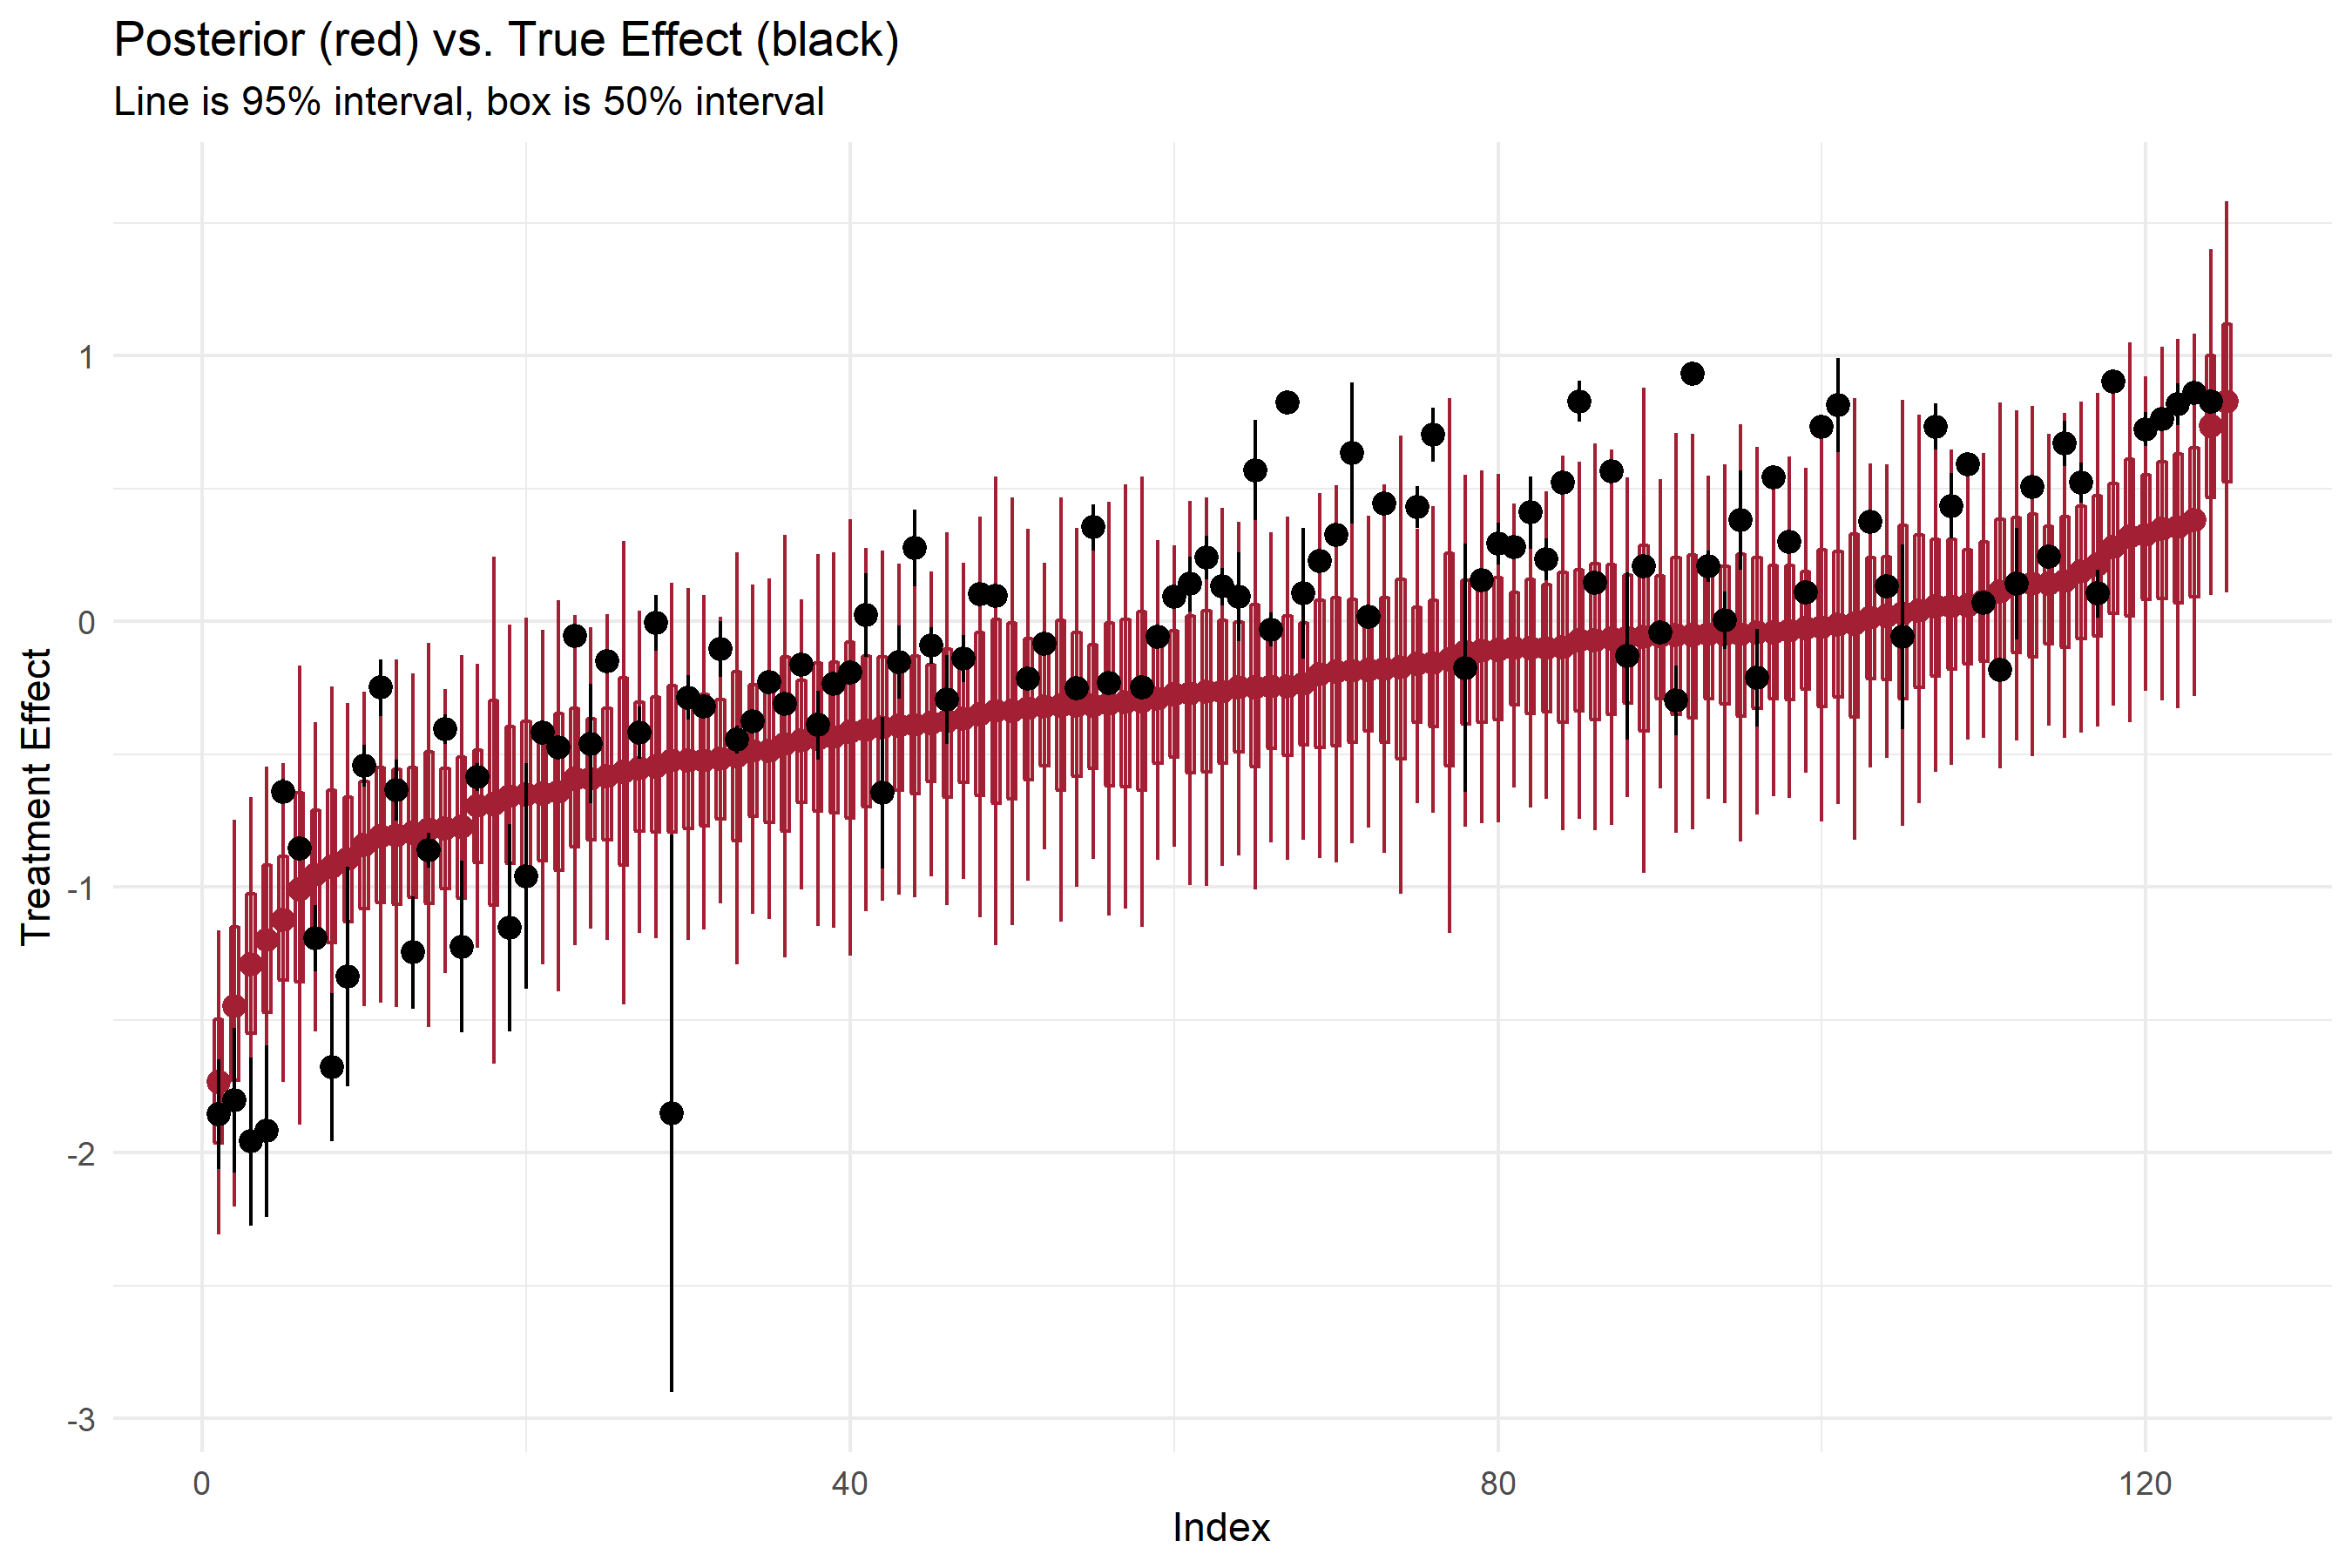 Posterior (red) vs. True Effect (black)
Line is 95% interval, box is 50% interval
Treatment Effect
1
0
-1
-2
-3
0
40
80
120
Index